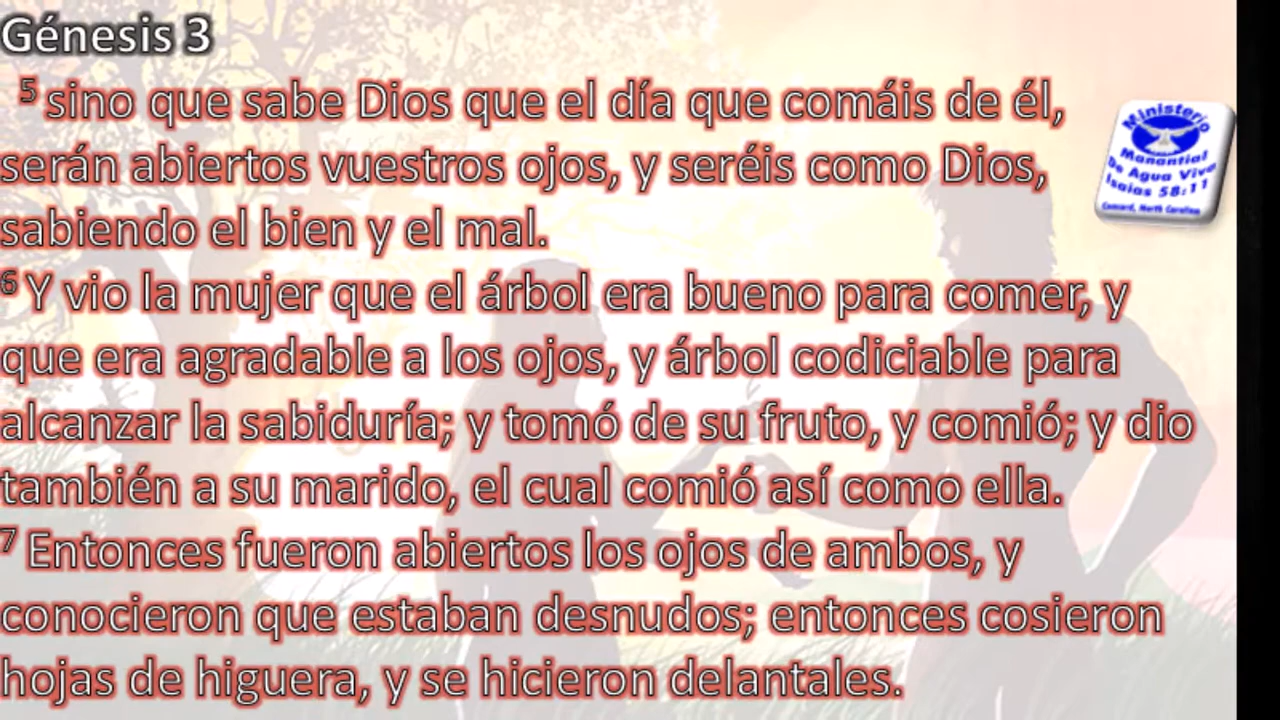 Génesis 3
5 sino que sabe Dios que el día que comáis de él,
serán abiertos vuestros ojos, y seréis como Dios,
sabiendo el bien y el mal.
6 Y vio la mujer que el árbol era bueno para comer, y
que era agradable a los ojos, y árbol codiciable para
alcanzar la sabiduría; y tomó de su fruto, y comió; y dio
también a su marido, el cual comió así como ella.
7 Entonces fueron abiertos los ojos de ambos, y
conocieron que estaban desnudos; entonces cosieron
hojas de higuera, y se hicieron delantales.
Ministerio
Manantial
De Agua Viva
Isaias 58:11
Concord, North Carolina